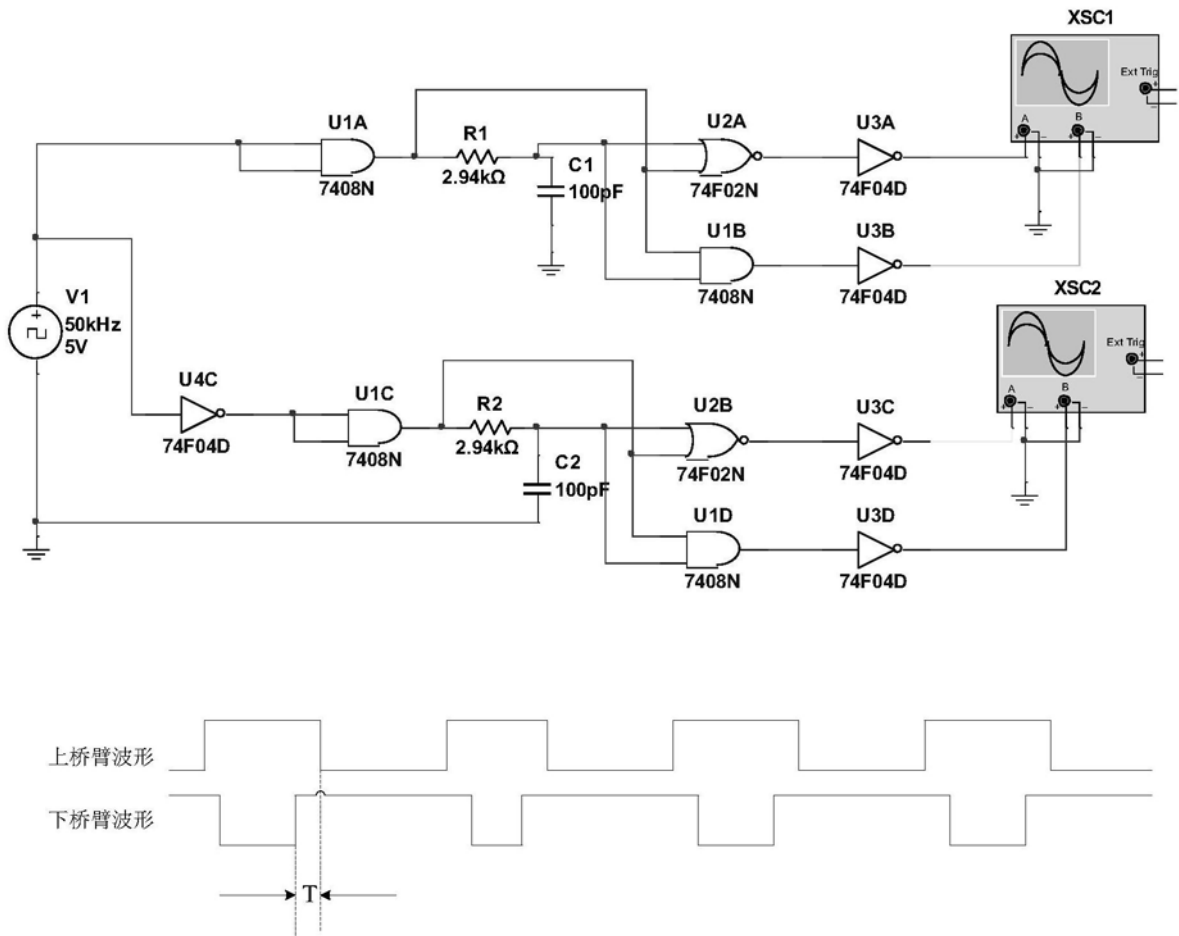 XSC1
Ext Trig
+
−
A
B
+
−
+
−
U1A
7408N
R1
2.94kΩ
C1
100pF
U2A
74F02N
U3A
74F04D
U1B
7408N
U3B
74F04D
V1
+
50kHz
5V
XSC2
Ext Trig
+
−
A
B
+
−
+
−
U4C
74F04D
U1C
7408N
R2
2.94kΩ
C2
100pF
U2B
74F02N
U3C
74F04D
U1D
7408N
U3D
74F04D
上桥臂波形
下桥臂波形
T